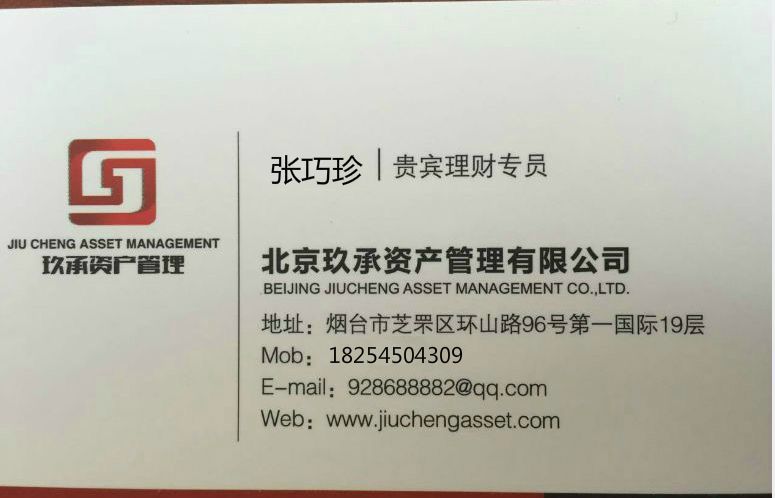 JIU CHENG ASSET MANAGEMENT
玖承资产管理
张巧珍 | 贵宾理财专员
北京玖承资产管理有限公司
BEIJING JIUCHENG ASSET MANAGEMENT CO.,LTD.
地址：烟台市芝罘区环山路96号第一国际19层
Mob：18254504309
E-mail：928688882@qq.com
Web：www.jiuchengasset.com